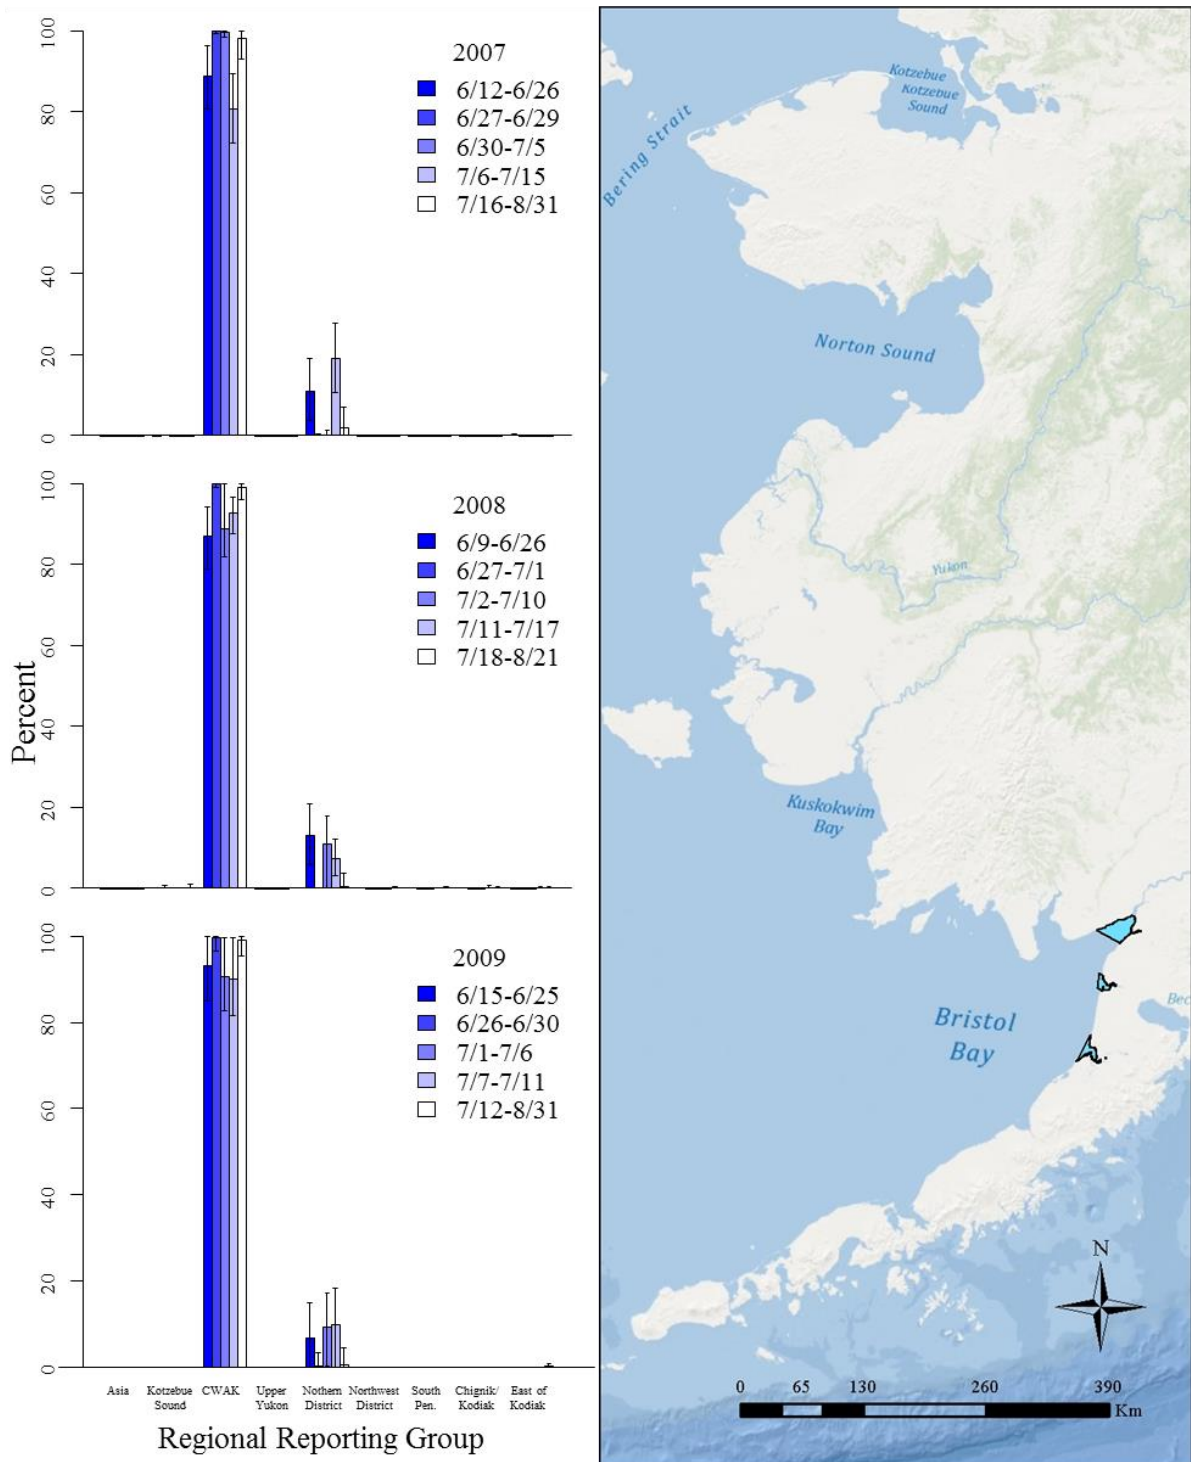 2007
6/12-6/26
6/27-6/29
6/30-7/5
7/6-7/15
7/16-8/31
100
80
60
40
20
0
2008
6/9-6/26
6/27-7/1
7/2-7/10
7/11-7/17
7/18-8/21
100
80
60
40
20
0
Percent
2009
6/15-6/25
6/26-6/30
7/1-7/6
7/7-7/11
7/12-8/31
100
80
60
40
20
0
Asia
Kotzebue
Sound
CWAK
Upper
Yukon
Nothern
District
Northwest
District
South
Pen.
Chignik/
Kodiak
East of
Kodiak
Regional Reporting Group
Kotzebue
Kotzebue
Sound
Bering Strait
Norton Sound
Yukon
Kuskokwim
Bay
Bec
Bristol
Bay
N
0 65 130 260 390
Km